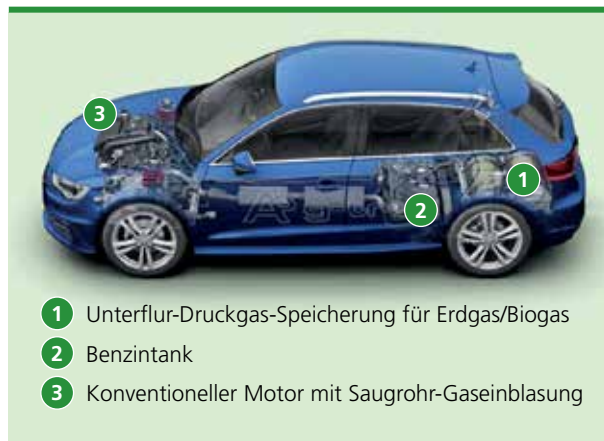 3
1
2
1 Unterflur-Druckgas-Speicherung für Erdgas/Biogas
2 Benzintank
3 Konventioneller Motor mit Saugrohr-Gaseinblasung